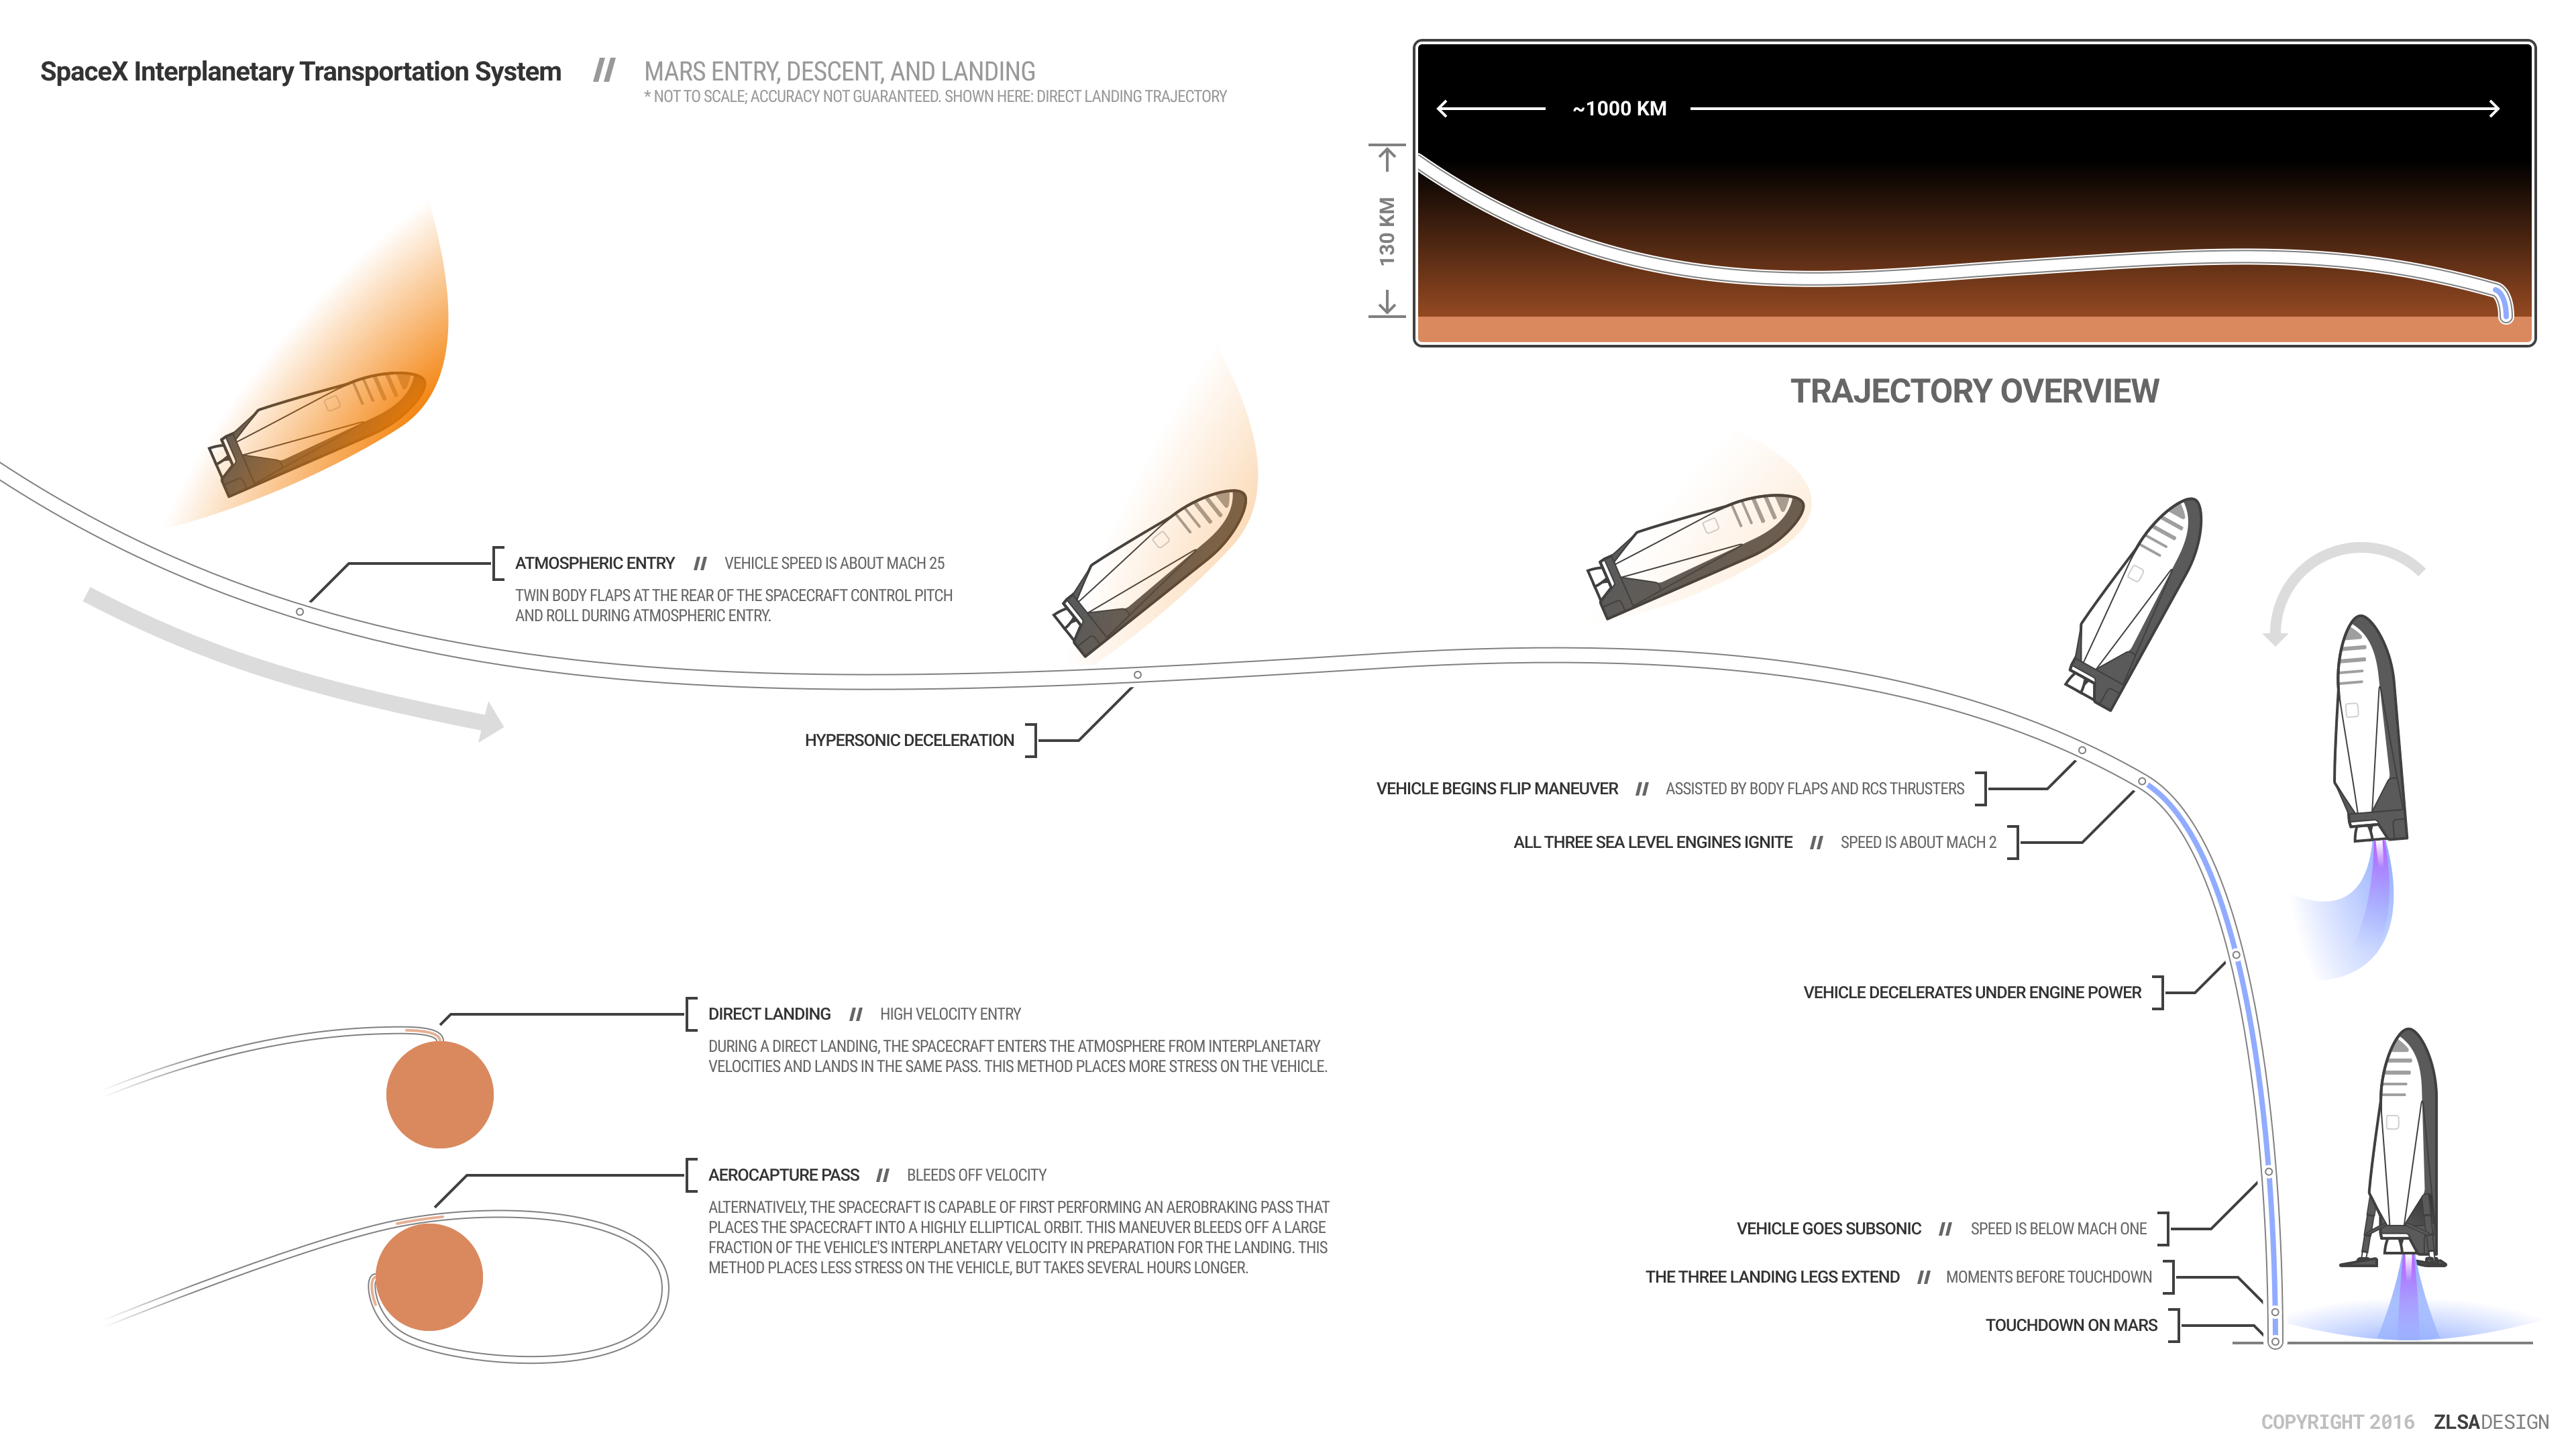 SpaceX Interplanetary Transportation System // MARS ENTRY, DESCENT, AND LANDING
* NOT TO SCALE; ACCURACY NOT GUARANTEED. SHOWN HERE: DIRECT LANDING TRAJECTORY
~1000 KM
130 KM
TRAJECTORY OVERVIEW
ATMOSPHERIC ENTRY // VEHICLE SPEED IS ABOUT MACH 25
TWIN BODY FLAPS AT THE REAR OF THE SPACECRAFT CONTROL PITCH
AND ROLL DURING ATMOSPHERIC ENTRY.
HYPERSONIC DECELERATION
VEHICLE BEGINS FLIP MANEUVER // ASSISTED BY BODY FLAPS AND RCS THRUSTERS
ALL THREE SEA LEVEL ENGINES IGNITE // SPEED IS ABOUT MACH 2
VEHICLE DECELERATES UNDER ENGINE POWER
DIRECT LANDING // HIGH VELOCITY ENTRY
DURING A DIRECT LANDING, THE SPACECRAFT ENTERS THE ATMOSPHERE FROM INTERPLANETARY
VELOCITIES AND LANDS IN THE SAME PASS. THIS METHOD PLACES MORE STRESS ON THE VEHICLE.
AEROCAPTURE PASS // BLEEDS OFF VELOCITY
ALTERNATIVELY, THE SPACECRAFT IS CAPABLE OF FIRST PERFORMING AN AEROBRAKING PASS THAT
PLACES THE SPACECRAFT INTO A HIGHLY ELLIPTICAL ORBIT. THIS MANEUVER BLEEDS OFF A LARGE
FRACTION OF THE VEHICLE'S INTERPLANETARY VELOCITY IN PREPARATION FOR THE LANDING. THIS
METHOD PLACES LESS STRESS ON THE VEHICLE, BUT TAKES SEVERAL HOURS LONGER.
VEHICLE GOES SUBSONIC // SPEED IS BELOW MACH ONE
THE THREE LANDING LEGS EXTEND // MOMENTS BEFORE TOUCHDOWN
TOUCHDOWN ON MARS
COPYRIGHT 2016 ZLSADESIGN